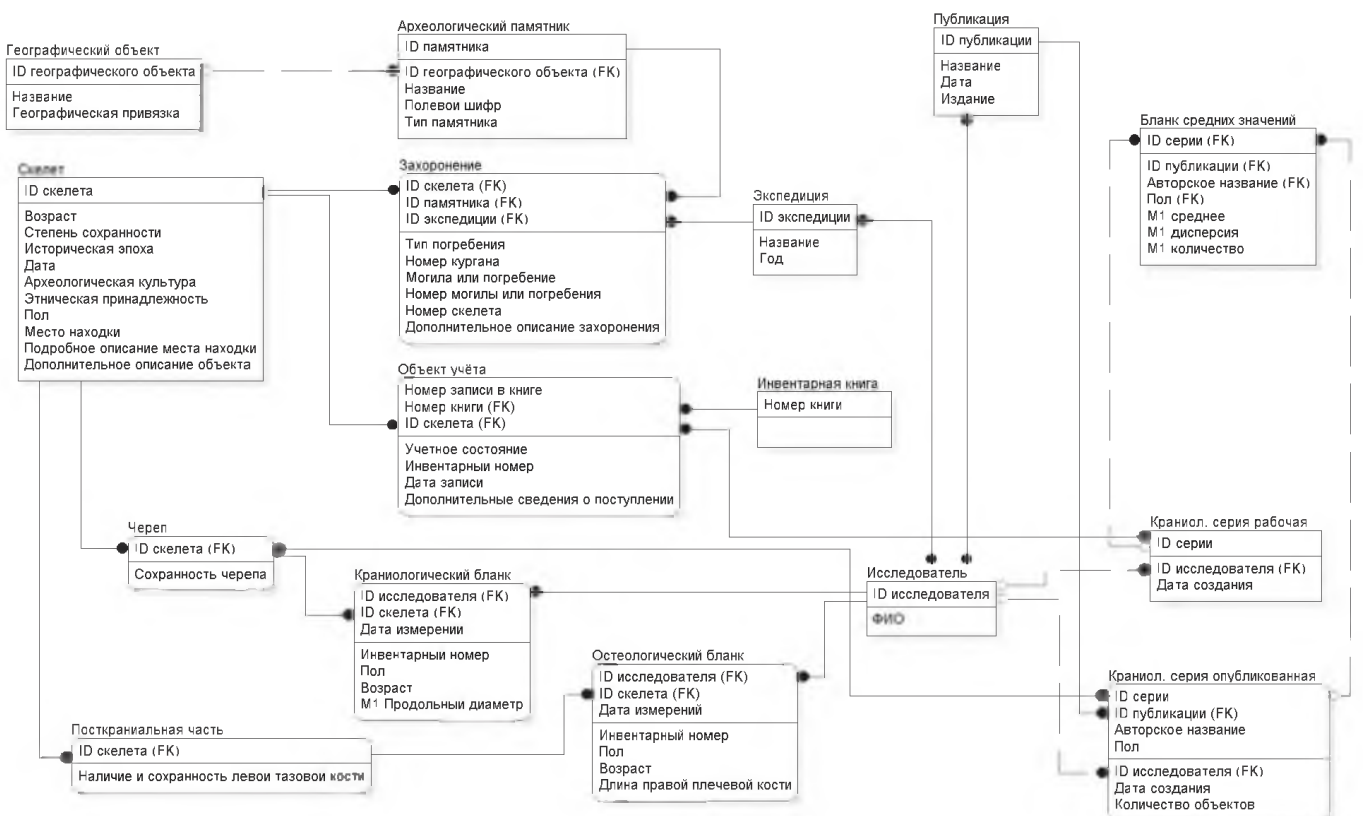 Географический объект
ID географического объекта
Название
Географическая привязка
Археологический памятник
ID памятника
ID географического объекта (FK)
Название
Полевой шифр
Тип памятника
Публикация
ID публикации
Название
Дата
Издание
Бланк средних значений
ID серии (FK)
ID публикации (FK)
Авторское название (FK)
Пол (FK)
M1 среднее
M1 дисперсия
M1 количество
Скелет
ID скелета
Возраст
Степень сохранности
Историческая эпоха
Дата
Археологическая культура
Этническая принадлежность
Пол
Место находки
Подробное описание места находки
Дополнительное описание объекта
Захоронение
ID скелета (FK)
ID памятника (FK)
ID экспедиции (FK)
Тип погребения
Номер кургана
Могила или погребение
Номер могилы или погребения
Номер скелета
Дополнительное описание захоронения
Экспедиция
ID экспедиции
Название
Год
Объект учёта
Номер записи в книге
Номер книги (FK)
ID скелета (FK)
Учетное состояние
Инвентарный номер
Дата записи
Дополнительные сведения о поступлении
Инвентарная книга
Номер книги
Череп
ID скелета (FK)
Сохранность черепа
Краниологический бланк
ID исследователя (FK)
ID скелета (FK)
Дата измерении
Инвентарный номер
Пол
Возраст
M1 Продольный диаметр
Исследователь
ID исследователя
ФИО
Краниол. серия рабочая
ID серии
ID исследователя (FK)
Дата создания
Остеологический бланк
ID исследователя (FK)
ID скелета (FK)
Дата измерений
Инвентарный номер
Пол
Возраст
Длина правой плечевой кости
Краниол. серия опубликованная
ID серии
ID публикации (FK)
Авторское название
Пол
ID исследователя (FK)
Дата создания
Количество объектов
Посткраниальная часть
ID скелета (FK)
Наличие и сохранность левои тазовои кости